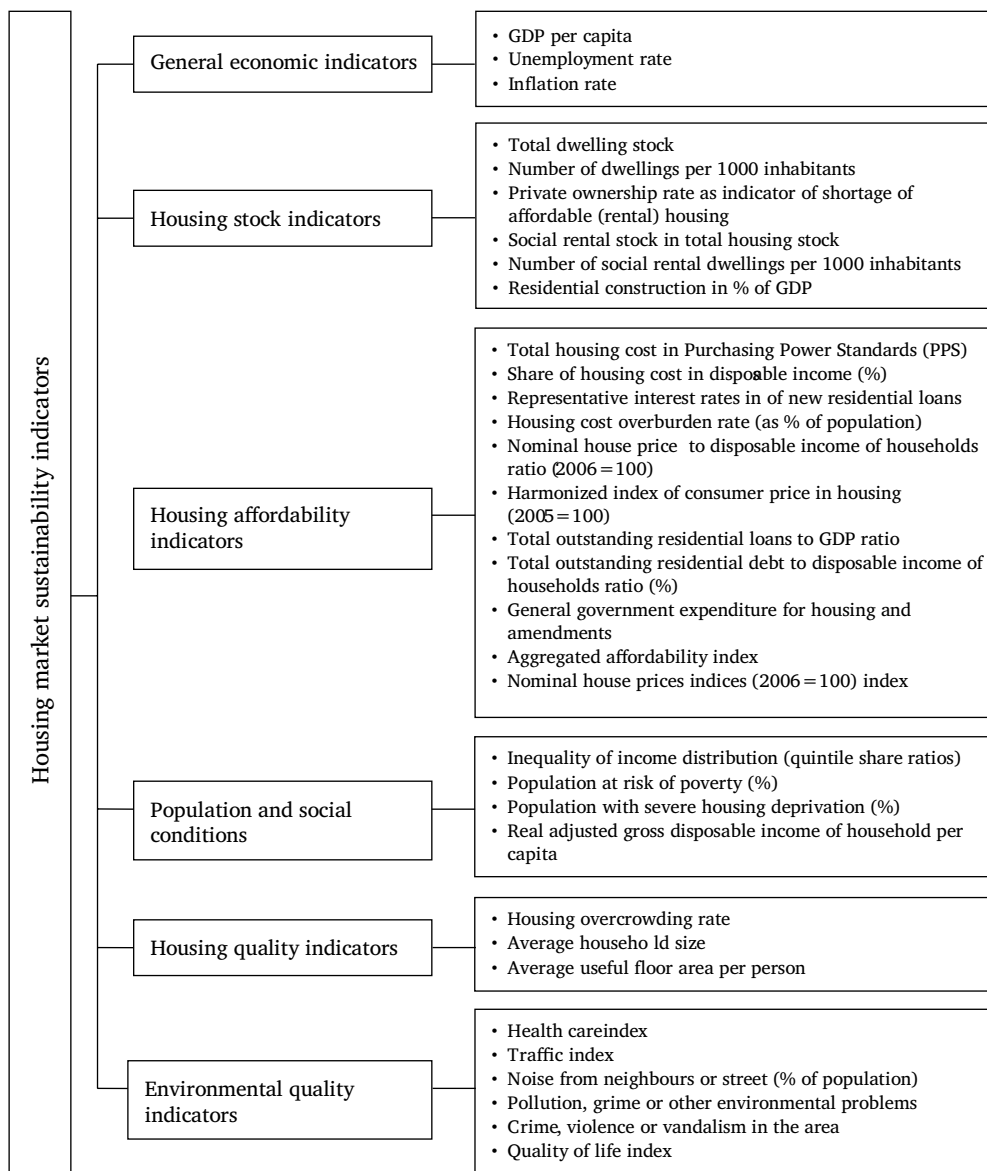 Housing market sustainability indicators
General economic indicators
• GDP per capita
• Unemployment rate
• Inflation rate
Housing stock indicators
• Total dwelling stock
• Number of dwellings per 1000 inhabitants
• Private ownership rate as indicator of shortage of
affordable (rental) housing
• Social rental stock in total housing stock
• Number of social rental dwellings per 1000 inhabitants
• Residential construction in % of GDP
Housing affordability
indicators
• Total housing cost in Purchasing Power Standards (PPS)
• Share of housing cost in disposable income (%)
• Representative interest rates in of new residential loans
• Housing cost overburden rate (as % of population)
• Nominal house price to disposable income of households
ratio (2006=100)
• Harmonized index of consumer price in housing
(2005=100)
• Total outstanding residential loans to GDP ratio
• Total outstanding residential debt to disposable income of
households ratio (%)
• General government expenditure for housing and
amendments
• Aggregated affordability index
• Nominal house prices indices (2006=100) index
Population and social
conditions
• Inequality of income distribution (quintile share ratios)
• Population at risk of poverty (%)
• Population with severe housing deprivation (%)
• Real adjusted gross disposable income of household per
capita
Housing quality indicators
• Housing overcrowding rate
• Average househo ld size
• Average useful floor area per person
Environmental quality
indicators
• Health careindex
• Traffic index
• Noise from neighbours or street (% of population)
• Pollution, grime or other environmental problems
• Crime, violence or vandalism in the area
• Quality of life index